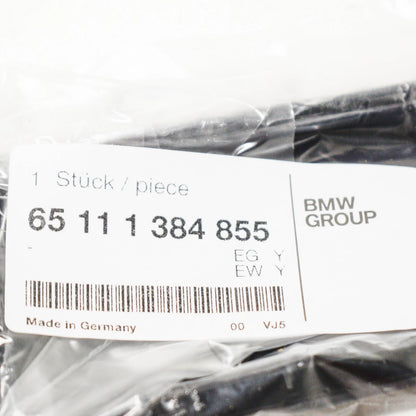 1 Stück / piece
65 11 1 384 855
-
EG Y
EW Y
Made in Germany 00 VJ5
BMW
GROUP